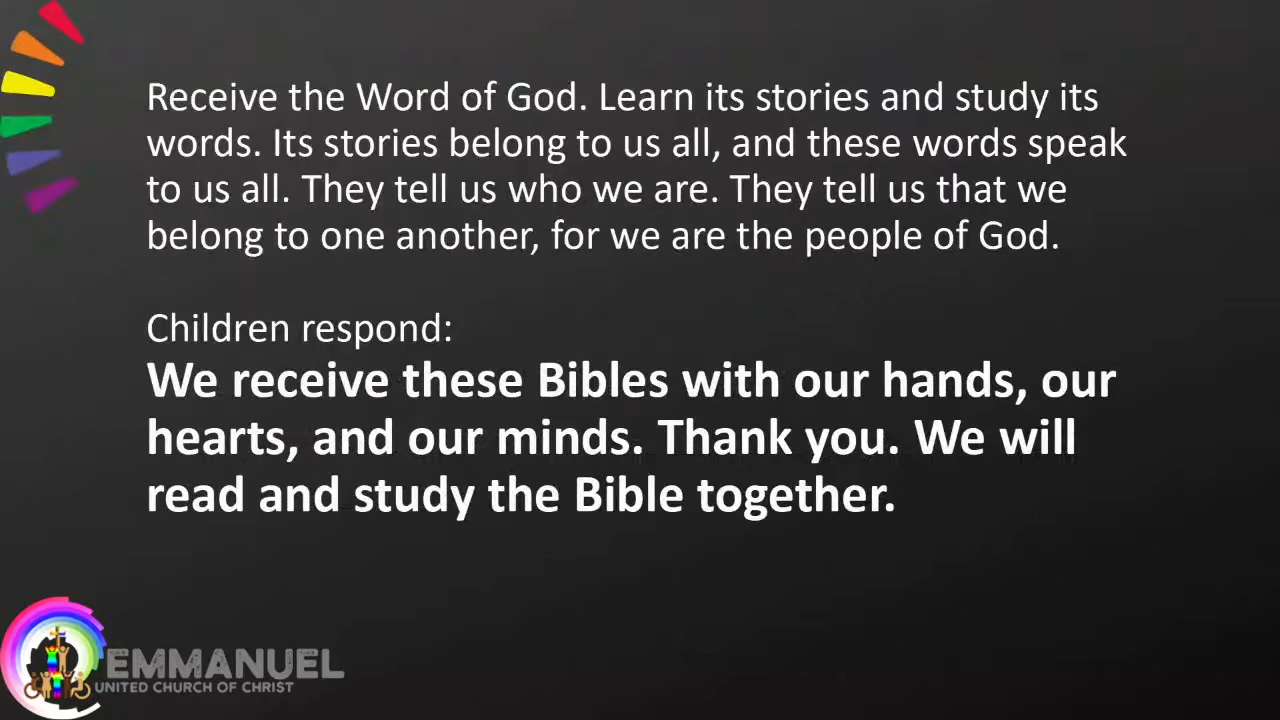 Receive the Word of God. Learn its stories and study its
words. Its stories belong to us all, and these words speak
to us all. They tell us who we are. They tell us that we
belong to one another, for we are the people of God.
Children respond:
We receive these Bibles with our hands, our
hearts, and our minds. Thank you. We will
read and study the Bible together.
EMMANUEL
UNITED CHURCH OF CHRIST